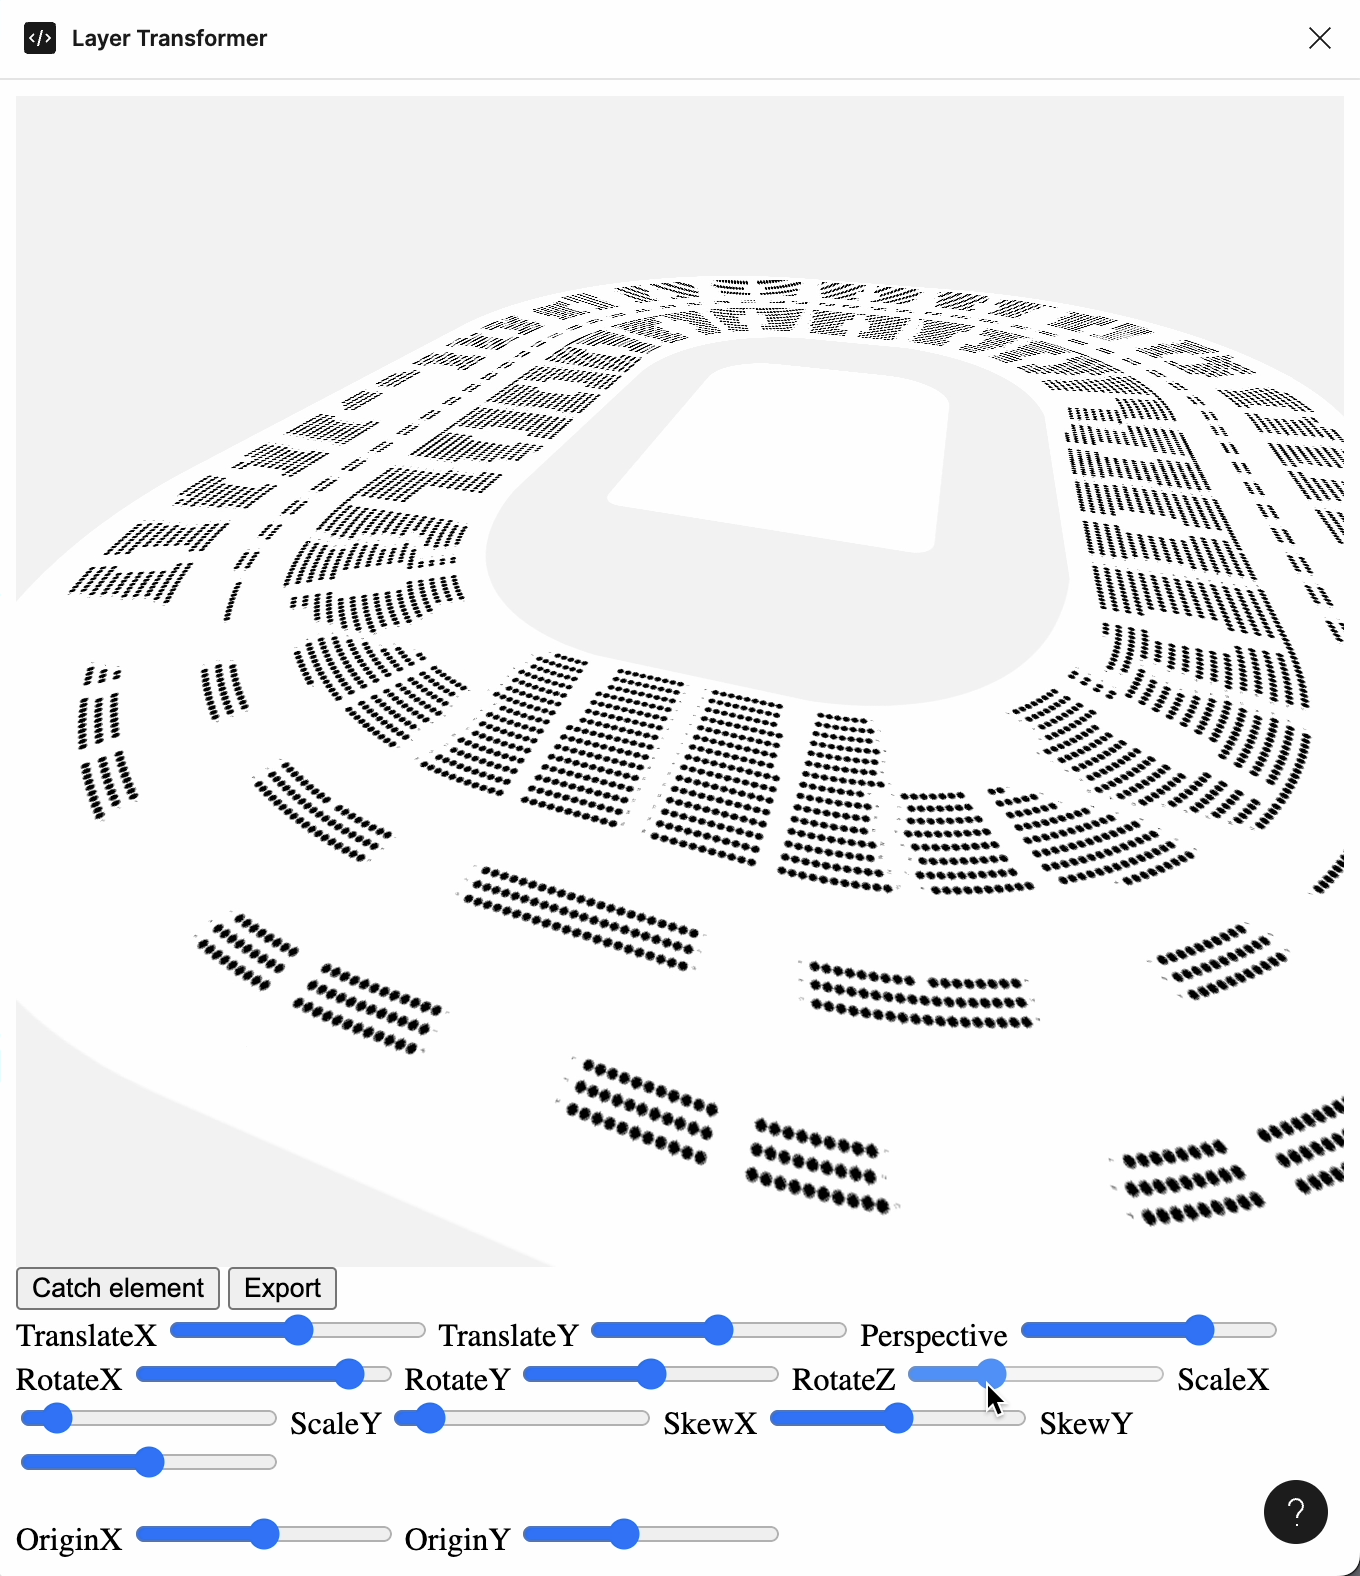 Layer Transformer
Catch element Export
TranslateX TranslateY Perspective
RotateX RotateY RotateZ ScaleX
ScaleY SkewX SkewY
OriginX OriginY
?